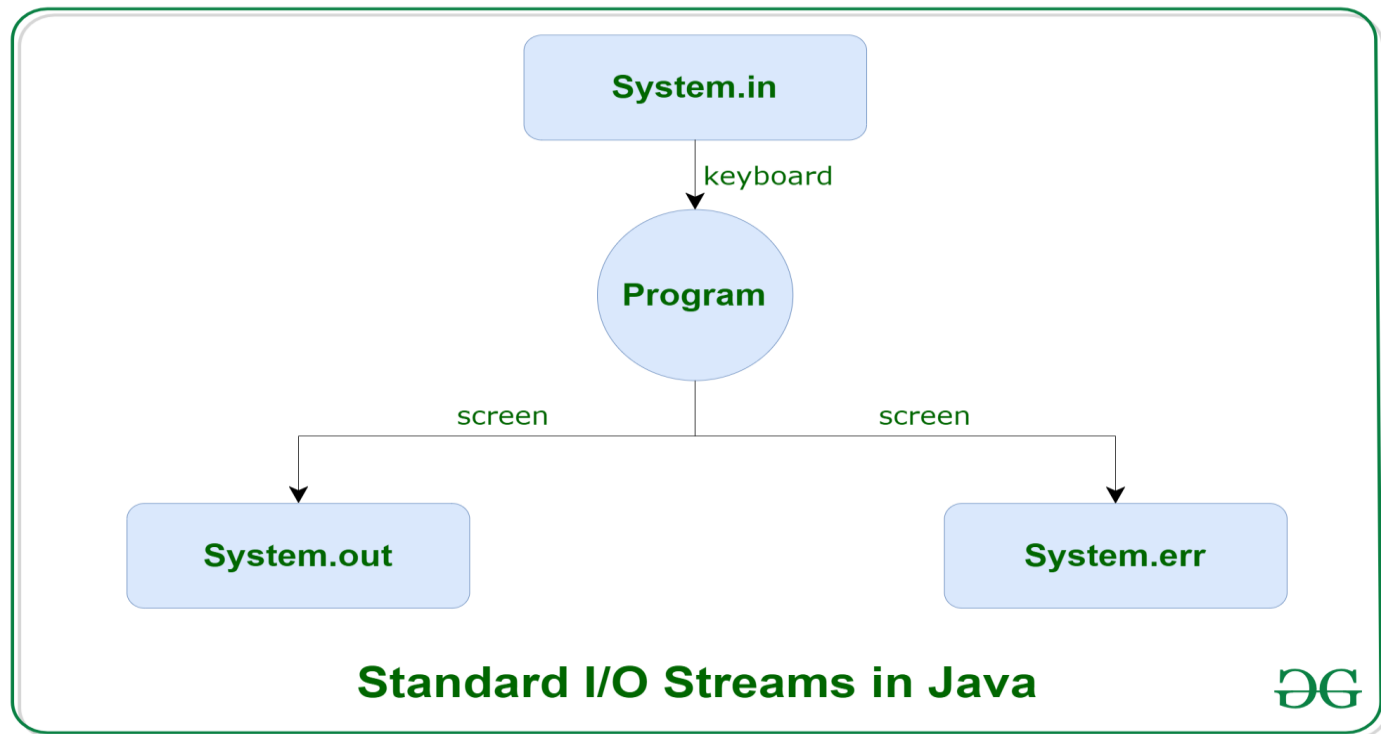 System.in
keyboard
Program
screen
screen
System.out
System.err
Standard I/O Streams in Java